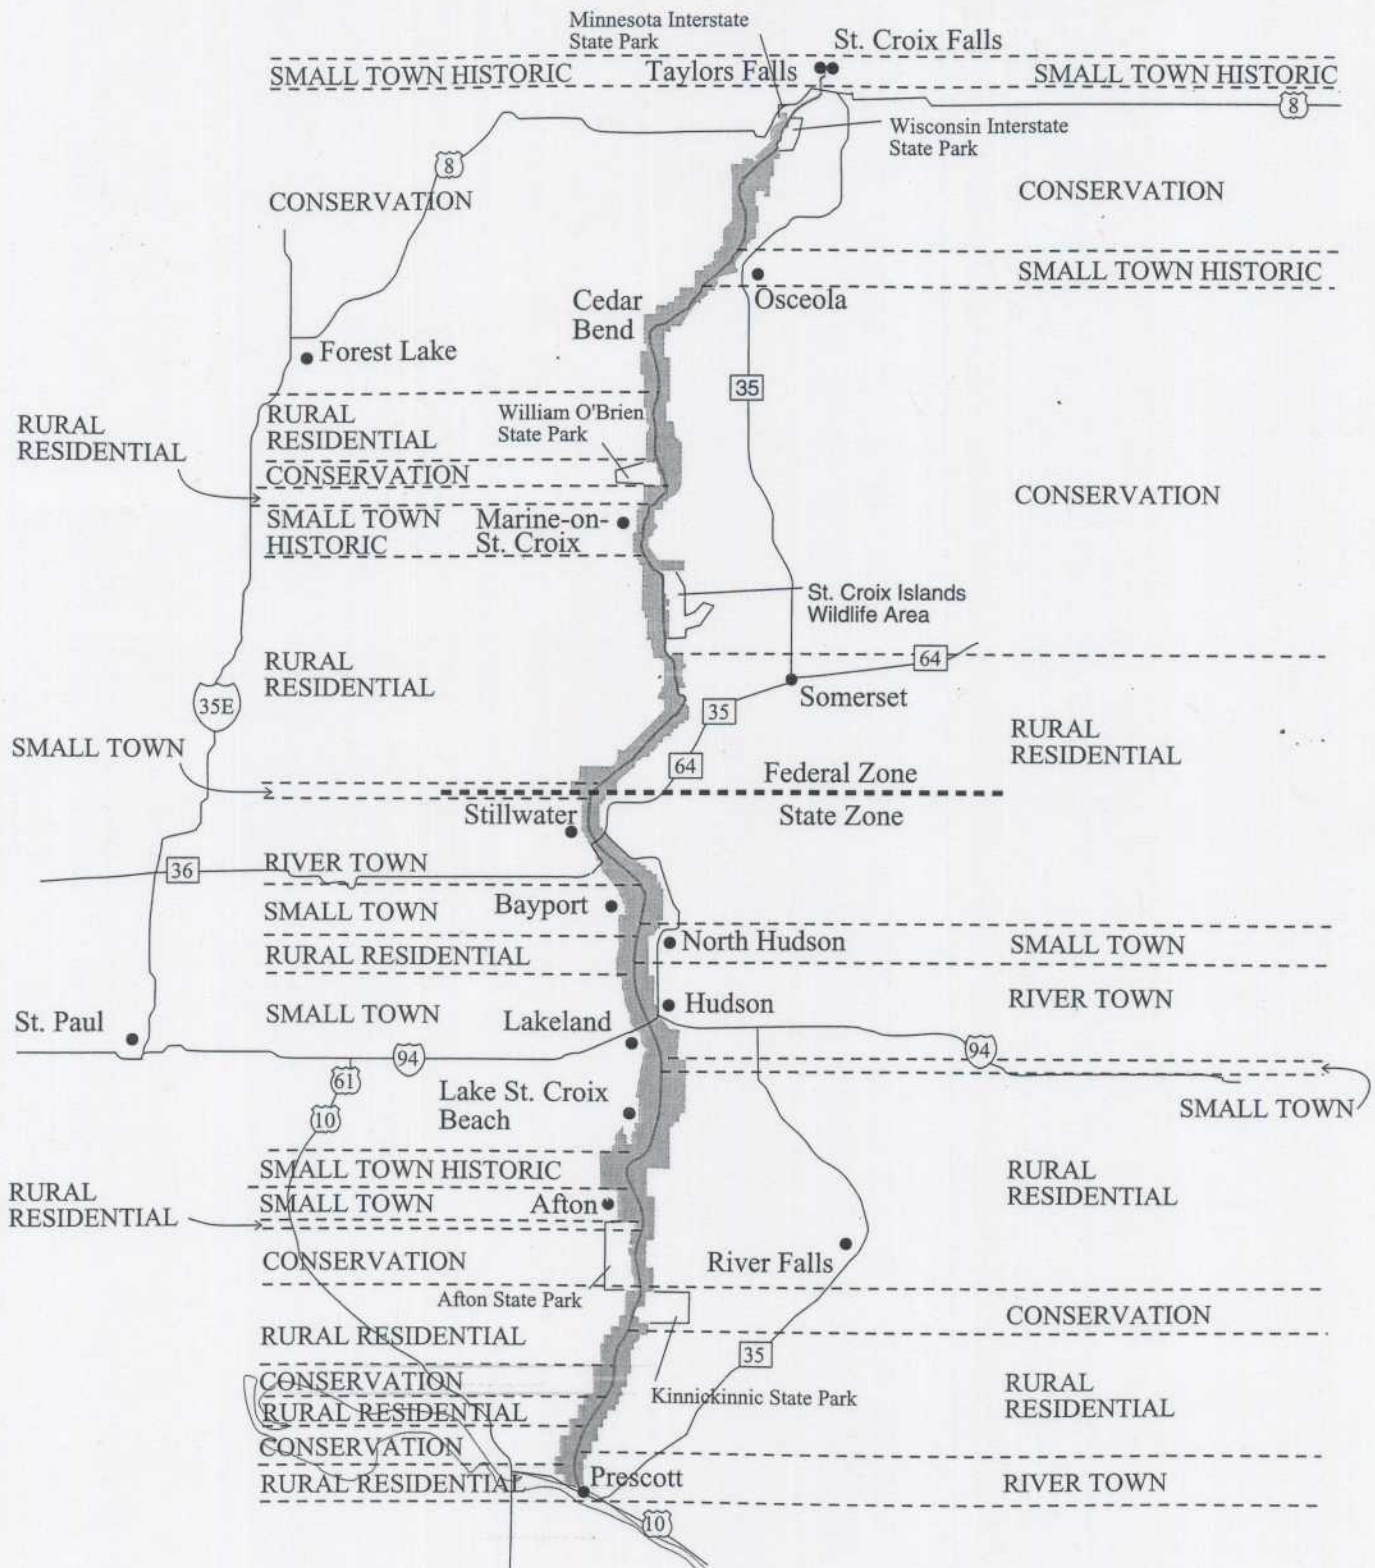 Minnesota Interstate
State Park
St. Croix Falls
SMALL TOWN HISTORIC
Taylors Falls
SMALL TOWN HISTORIC
8
Wisconsin Interstate
State Park
8
CONSERVATION
CONSERVATION
SMALL TOWN HISTORIC
Cedar
Bend
Osceola
Forest Lake
35
RURAL
RESIDENTIAL
RURAL
RESIDENTIAL
William O'Brien
State Park
CONSERVATION
CONSERVATION
SMALL TOWN
HISTORIC
Marine-on-
St. Croix
St. Croix Islands
Wildlife Area
RURAL
RESIDENTIAL
64
Somerset
35E
35
RURAL
RESIDENTIAL
SMALL TOWN
64
Federal Zone
State Zone
Stillwater
36
RIVER TOWN
SMALL TOWN
Bayport
North Hudson
SMALL TOWN
RURAL RESIDENTIAL
Hudson
RIVER TOWN
SMALL TOWN
St. Paul
Lakeland
94
94
61
10
Lake St. Croix
Beach
SMALL TOWN
SMALL TOWN HISTORIC
RURAL
RESIDENTIAL
RURAL
RESIDENTIAL
SMALL TOWN
Afton
River Falls
CONSERVATION
Afton State Park
CONSERVATION
RURAL RESIDENTIAL
35
CONSERVATION
Kinnickinnic State Park
RURAL
RESIDENTIAL
RURAL RESIDENTIAL
CONSERVATION
RURAL RESIDENTIAL
Prescott
RIVER TOWN
10